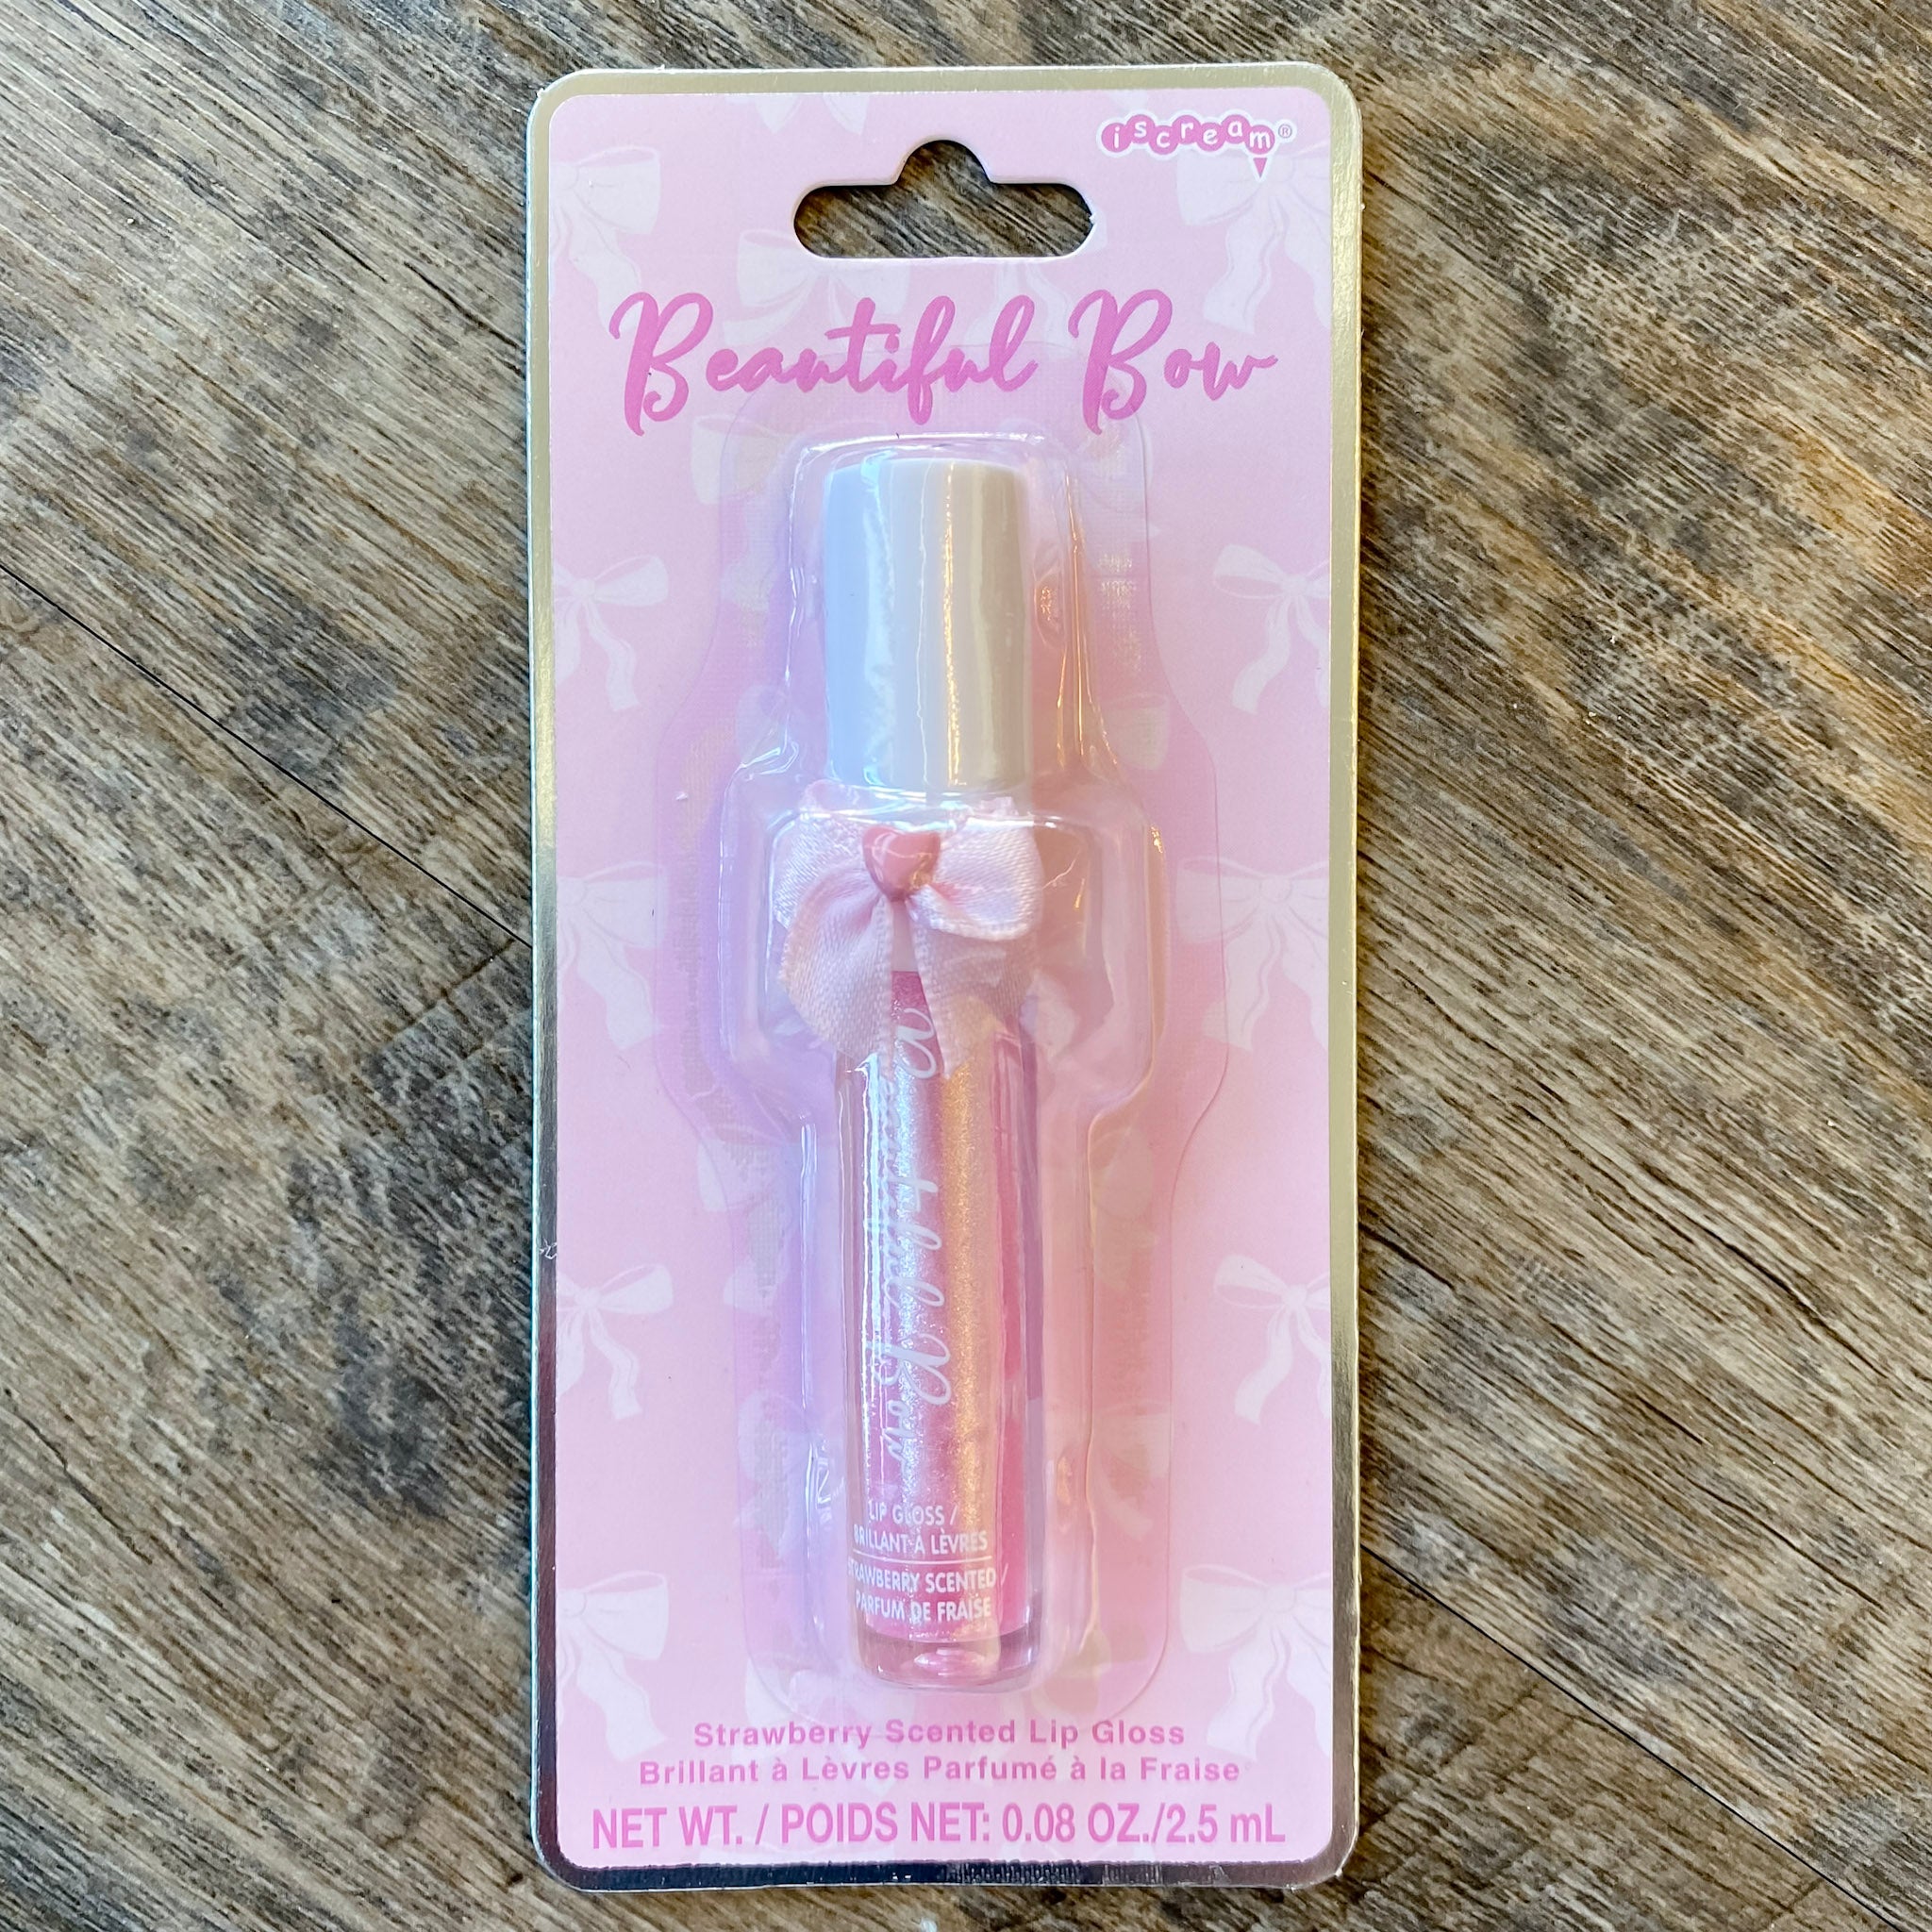 iscream®
Beautiful Bow
Beautiful Bow
LIP GLOSS /
BRILLANT À LÈVRES
STRAWBERRY SCENTED /
PARFUM DE FRAISE
Strawberry Scented Lip Gloss
Brillant à Lèvres Parfumé à la Fraise
NET WT. / POIDS NET: 0.08 OZ./2.5 mL